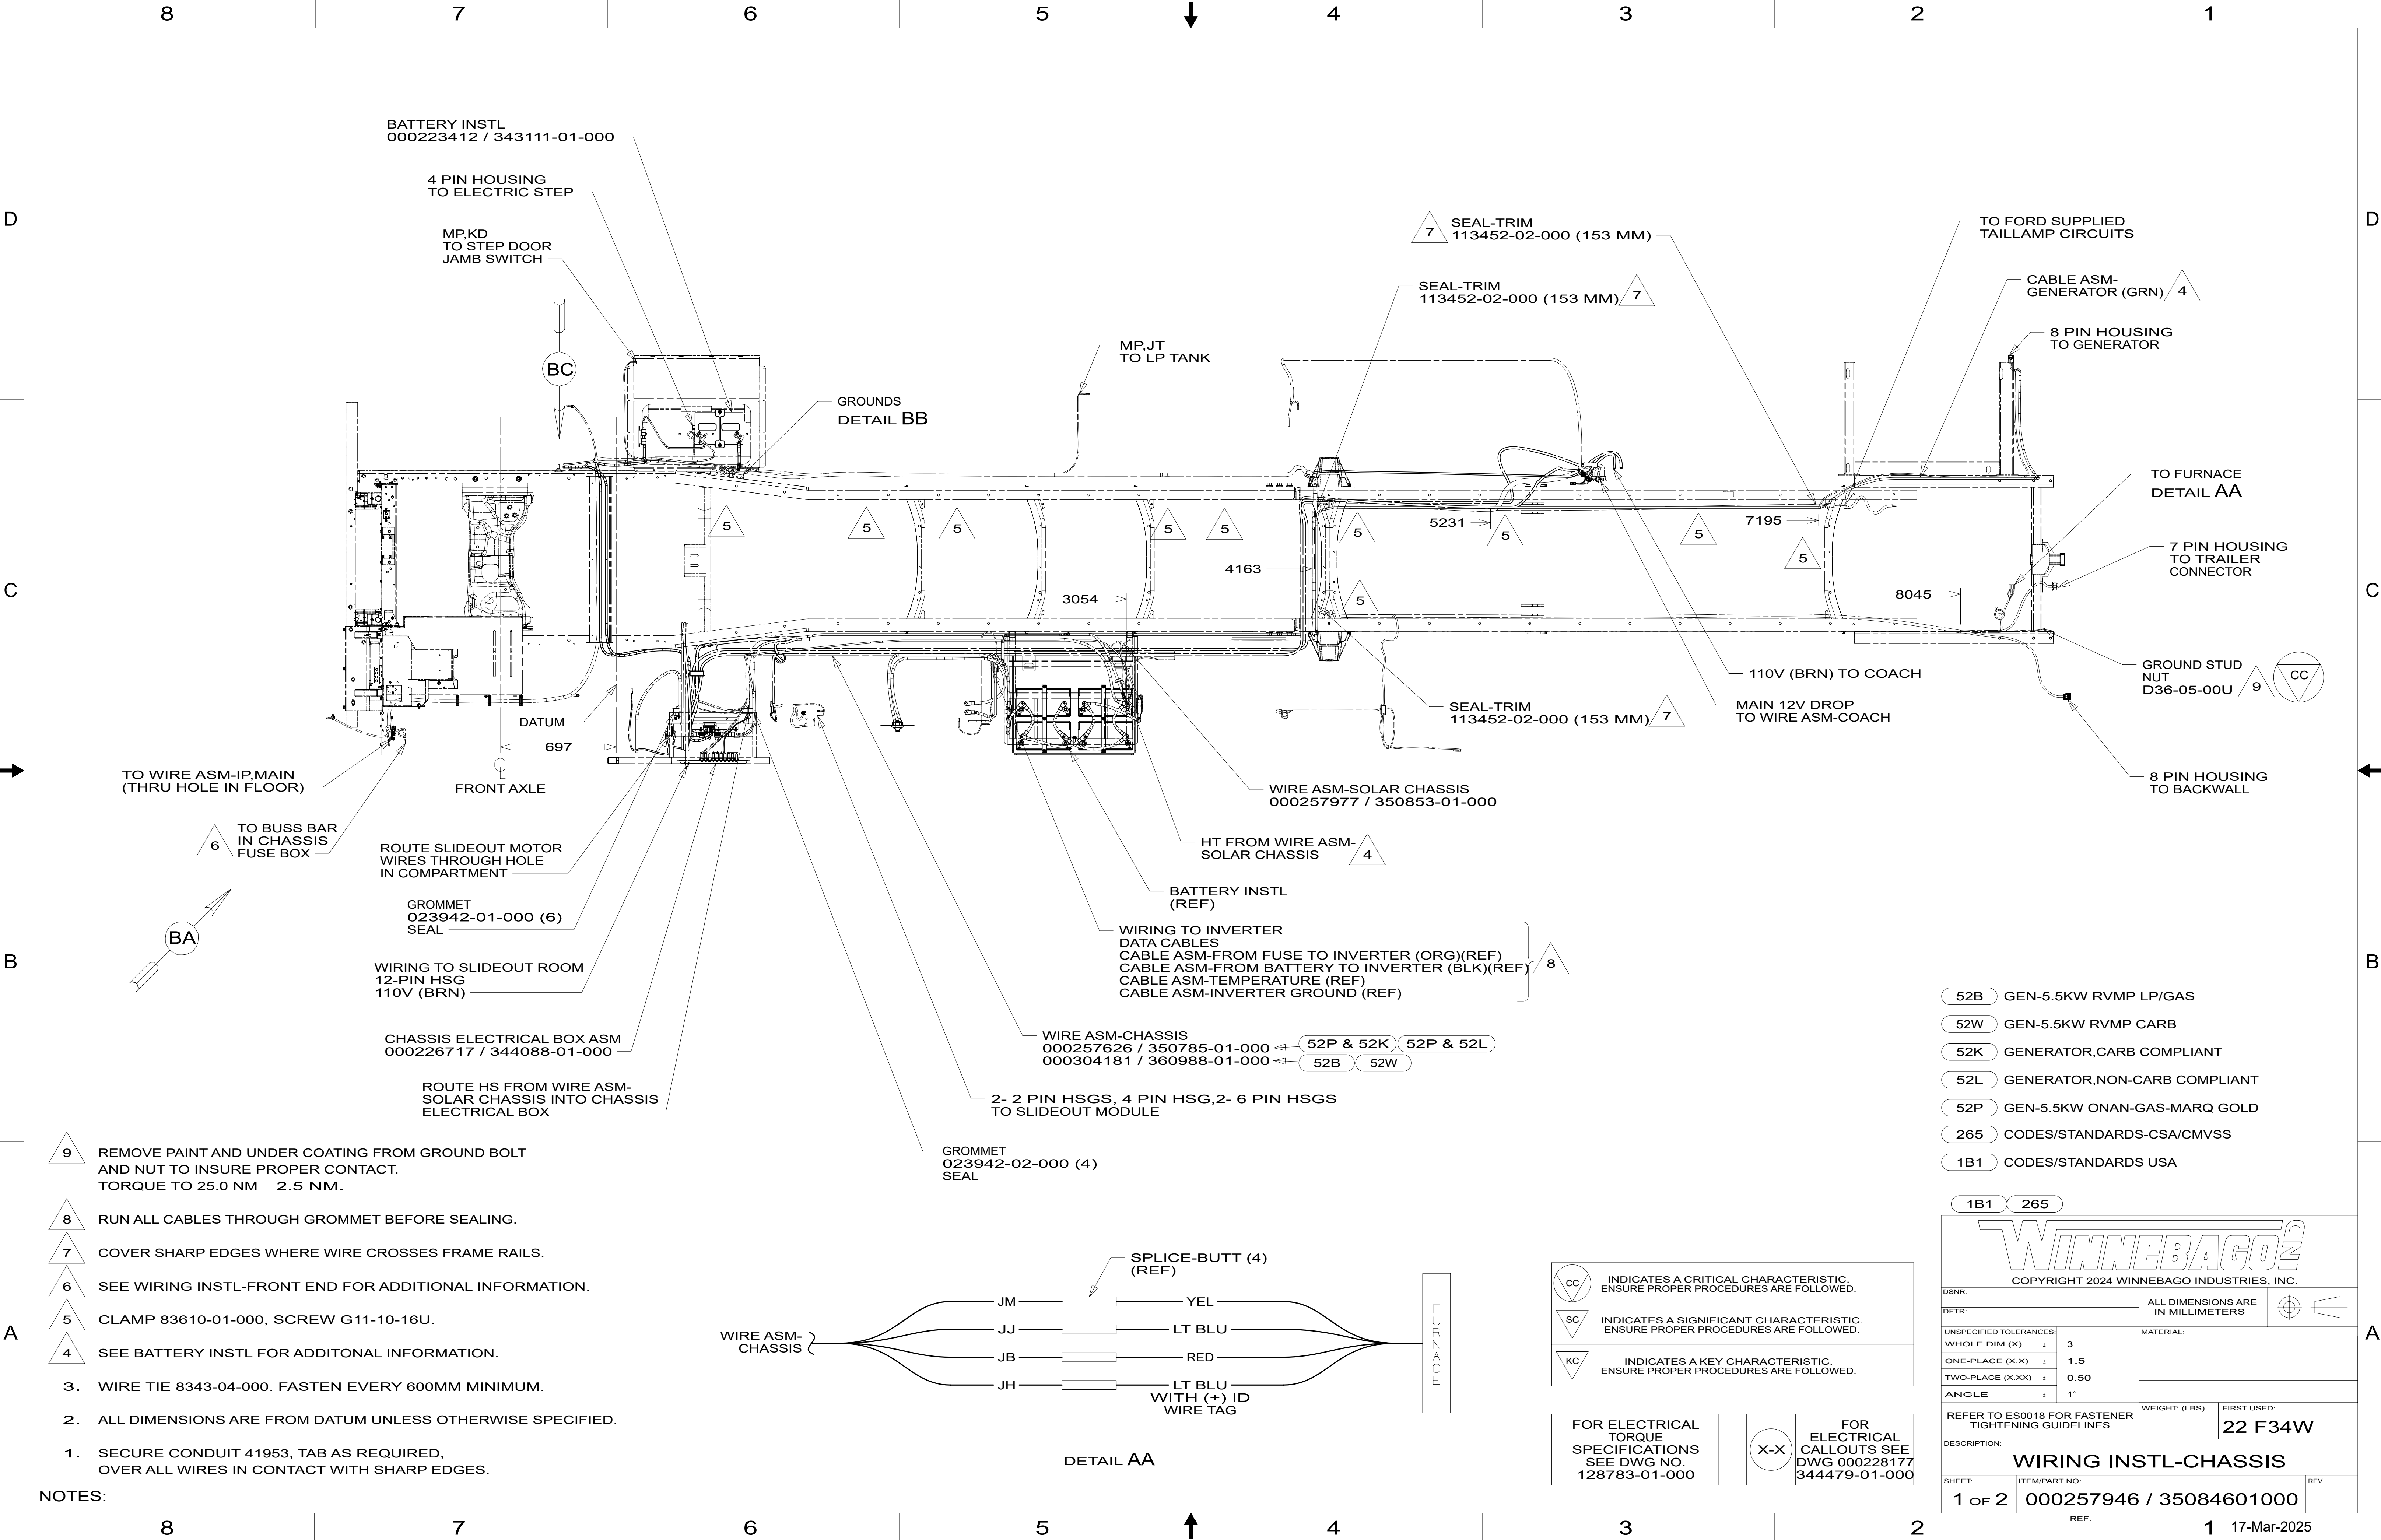 8 7 6 5 4 3 2 1
D
C
B
A
D
C
B
A
BATTERY INSTL
000223412 / 343111-01-000
4 PIN HOUSING
TO ELECTRIC STEP
MP,KD
TO STEP DOOR
JAMB SWITCH
BC
GROUNDS
DETAIL BB
MP,JT
TO LP TANK
7
SEAL-TRIM
113452-02-000 (153 MM)
SEAL-TRIM
113452-02-000 (153 MM)
7
TO FORD SUPPLIED
TAILLAMP CIRCUITS
CABLE ASM-
GENERATOR (GRN)
4
8 PIN HOUSING
TO GENERATOR
TO FURNACE
DETAIL AA
7 PIN HOUSING
TO TRAILER
CONNECTOR
5
5
5
5
5
5
5
5
5
5
5231
7195
4163
5
3054
8045
GROUND STUD
NUT
D36-05-00U
9
CC
110V (BRN) TO COACH
MAIN 12V DROP
TO WIRE ASM-COACH
SEAL-TRIM
113452-02-000 (153 MM)
7
8 PIN HOUSING
TO BACKWALL
DATUM
697
CL
FRONT AXLE
TO WIRE ASM-IP,MAIN
(THRU HOLE IN FLOOR)
6
TO BUSS BAR
IN CHASSIS
FUSE BOX
BA
ROUTE SLIDEOUT MOTOR
WIRES THROUGH HOLE
IN COMPARTMENT
GROMMET
023942-01-000 (6)
SEAL
WIRING TO SLIDEOUT ROOM
12-PIN HSG
110V (BRN)
CHASSIS ELECTRICAL BOX ASM
000226717 / 344088-01-000
ROUTE HS FROM WIRE ASM-
SOLAR CHASSIS INTO CHASSIS
ELECTRICAL BOX
WIRE ASM-SOLAR CHASSIS
000257977 / 350853-01-000
HT FROM WIRE ASM-
SOLAR CHASSIS
4
BATTERY INSTL
(REF)
WIRING TO INVERTER
DATA CABLES
CABLE ASM-FROM FUSE TO INVERTER (ORG)(REF)
CABLE ASM-FROM BATTERY TO INVERTER (BLK)(REF)
CABLE ASM-TEMPERATURE (REF)
CABLE ASM-INVERTER GROUND (REF)
8
WIRE ASM-CHASSIS
000257626 / 350785-01-000
52P & 52K
52P & 52L
000304181 / 360988-01-000
52B
52W
2- 2 PIN HSGS, 4 PIN HSG,2- 6 PIN HSGS
TO SLIDEOUT MODULE
GROMMET
023942-02-000 (4)
SEAL
52B GEN-5.5KW RVMP LP/GAS
52W GEN-5.5KW RVMP CARB
52K GENERATOR,CARB COMPLIANT
52L GENERATOR,NON-CARB COMPLIANT
52P GEN-5.5KW ONAN-GAS-MARQ GOLD
265 CODES/STANDARDS-CSA/CMVSS
1B1 CODES/STANDARDS USA
1B1 265
9 REMOVE PAINT AND UNDER COATING FROM GROUND BOLT
AND NUT TO INSURE PROPER CONTACT.
TORQUE TO 25.0 NM ± 2.5 NM.
8 RUN ALL CABLES THROUGH GROMMET BEFORE SEALING.
7 COVER SHARP EDGES WHERE WIRE CROSSES FRAME RAILS.
6 SEE WIRING INSTL-FRONT END FOR ADDITIONAL INFORMATION.
5 CLAMP 83610-01-000, SCREW G11-10-16U.
4 SEE BATTERY INSTL FOR ADDITONAL INFORMATION.
3. WIRE TIE 8343-04-000. FASTEN EVERY 600MM MINIMUM.
2. ALL DIMENSIONS ARE FROM DATUM UNLESS OTHERWISE SPECIFIED.
1. SECURE CONDUIT 41953, TAB AS REQUIRED,
OVER ALL WIRES IN CONTACT WITH SHARP EDGES.
NOTES:
SPLICE-BUTT (4)
(REF)
WIRE ASM-
CHASSIS
JM YEL
JJ LT BLU
JB RED
JH LT BLU
WITH (+) ID
WIRE TAG
FURNACE
DETAIL AA
CC INDICATES A CRITICAL CHARACTERISTIC.
ENSURE PROPER PROCEDURES ARE FOLLOWED.
SC INDICATES A SIGNIFICANT CHARACTERISTIC.
ENSURE PROPER PROCEDURES ARE FOLLOWED.
KC INDICATES A KEY CHARACTERISTIC.
ENSURE PROPER PROCEDURES ARE FOLLOWED.
FOR ELECTRICAL
TORQUE
SPECIFICATIONS
SEE DWG NO.
128783-01-000
X-X
FOR
ELECTRICAL
CALLOUTS SEE
DWG 000228177
344479-01-000
WINNEBAGO IND
COPYRIGHT 2024 WINNEBAGO INDUSTRIES, INC.
DSNR:
DFTR:
ALL DIMENSIONS ARE
IN MILLIMETERS
UNSPECIFIED TOLERANCES:
WHOLE DIM (X) ± 3
ONE-PLACE (X.X) ± 1.5
TWO-PLACE (X.XX) ± 0.50
ANGLE ± 1°
MATERIAL:
REFER TO ES0018 FOR FASTENER
TIGHTENING GUIDELINES
WEIGHT: (LBS)
FIRST USED:
22 F34W
DESCRIPTION:
WIRING INSTL-CHASSIS
SHEET:
1 OF 2
ITEM/PART NO:
000257946 / 35084601000
REV
REF:
8 7 6 5 4 3 2 1
17-Mar-2025